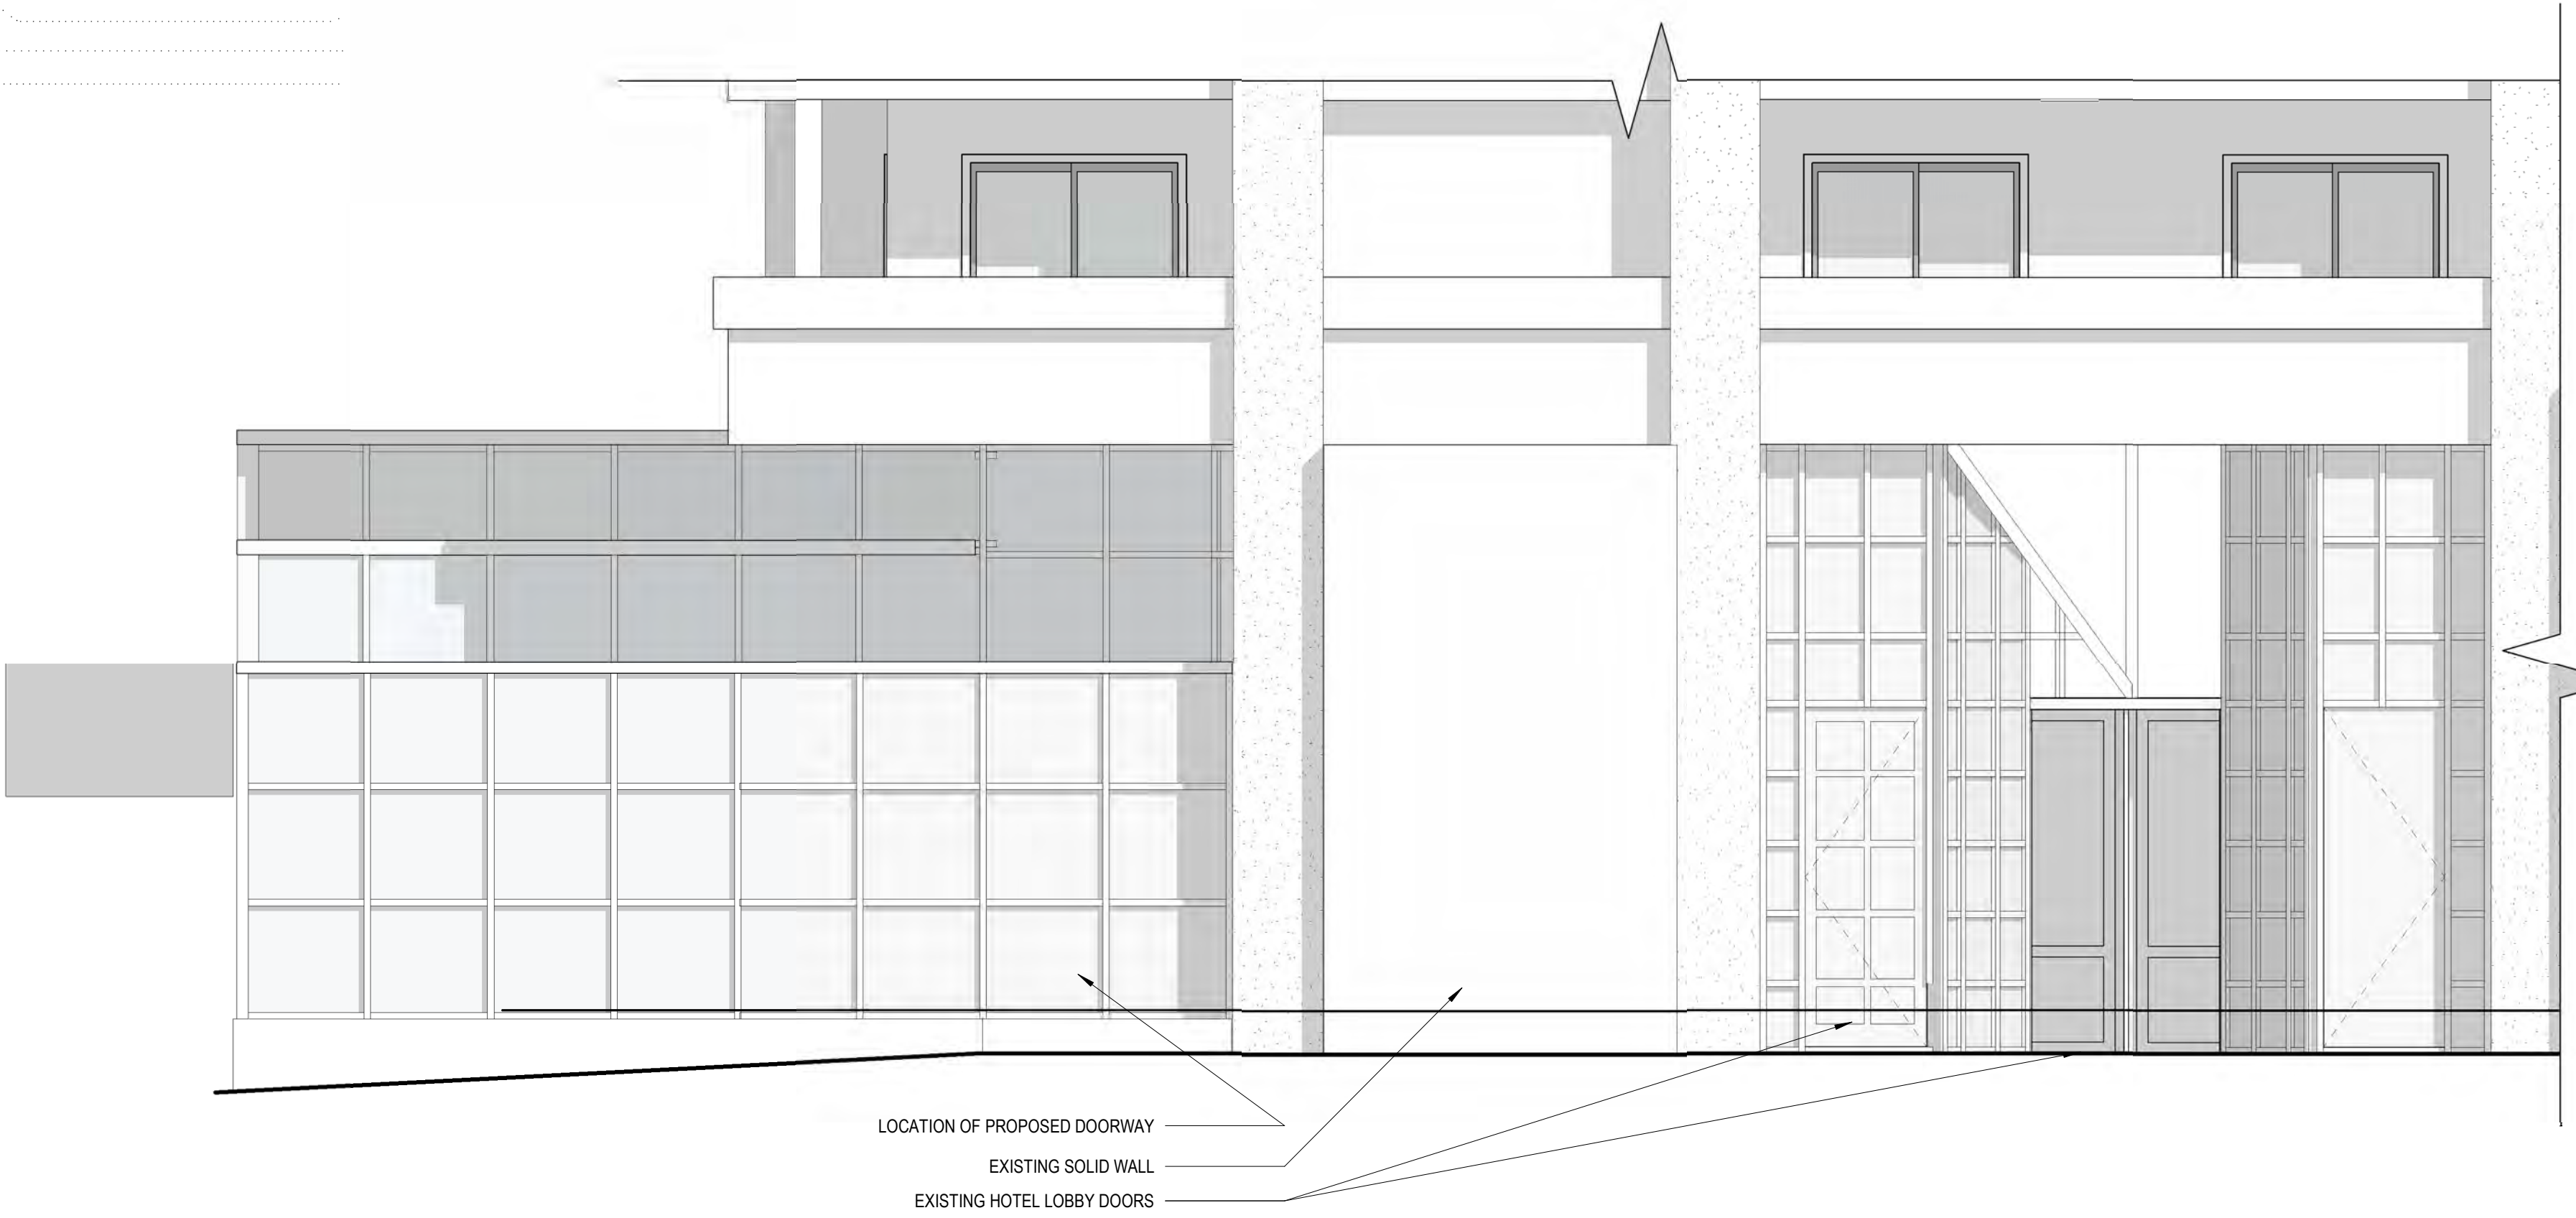 LOCATION OF PROPOSED DOORWAY
EXISTING SOLID WALL
EXISTING HOTEL LOBBY DOORS